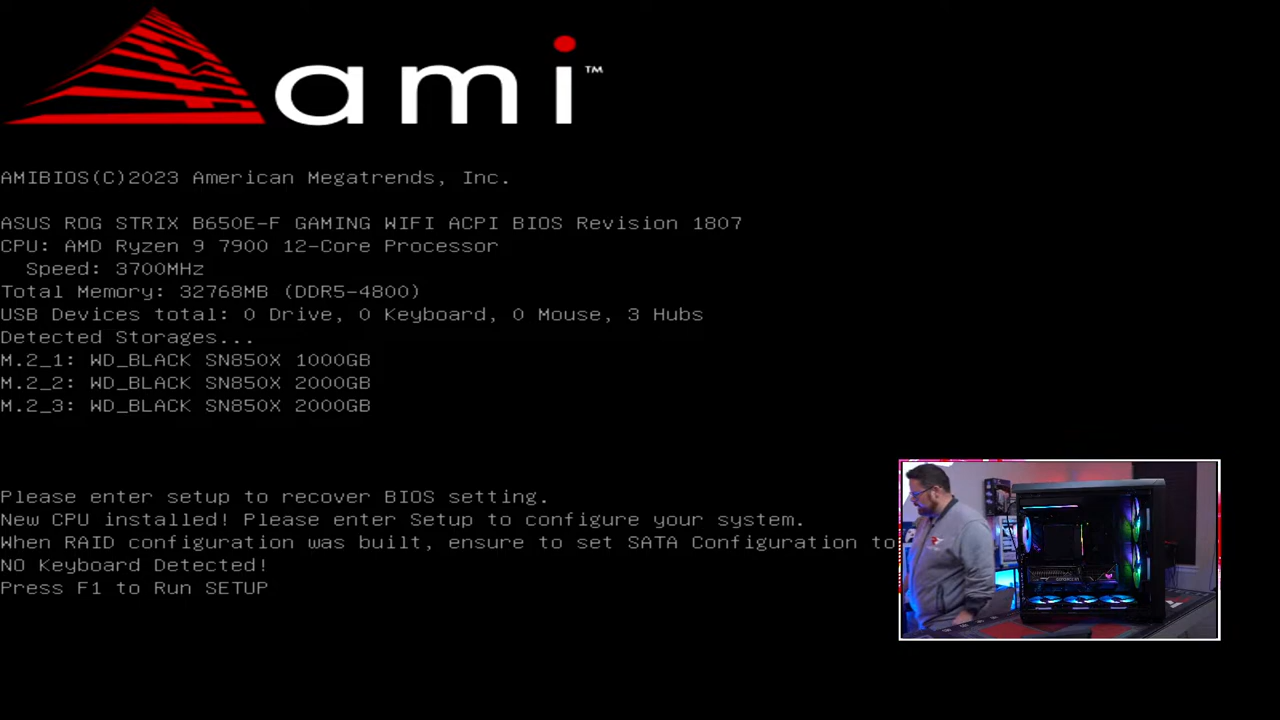 ami™
AMIBIOS(C)2023 American Megatrends, Inc.
ASUS ROG STRIX B650E-F GAMING WIFI ACPI BIOS Revision 1807
CPU: AMD Ryzen 9 7900 12-Core Processor
Speed: 3700MHz
Total Memory: 32768MB (DDR5-4800)
USB Devices total: 0 Drive, 0 Keyboard, 0 Mouse, 3 Hubs
Detected Storages...
M.2_1: WD_BLACK SN850X 1000GB
M.2_2: WD_BLACK SN850X 2000GB
M.2_3: WD_BLACK SN850X 2000GB
Please enter setup to recover BIOS setting.
New CPU installed! Please enter Setup to configure your system.
When RAID configuration was built, ensure to set SATA Configuration to
NO Keyboard Detected!
Press F1 to Run SETUP